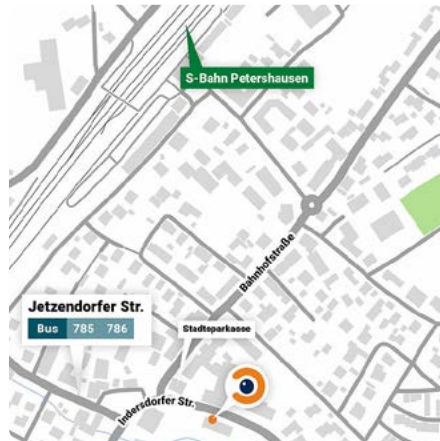 S-Bahn Petershausen
Bahnhofstraße
Jetzendorfer Str.
Bus 785 786
Stadtsparkasse
Indersdorfer Str.